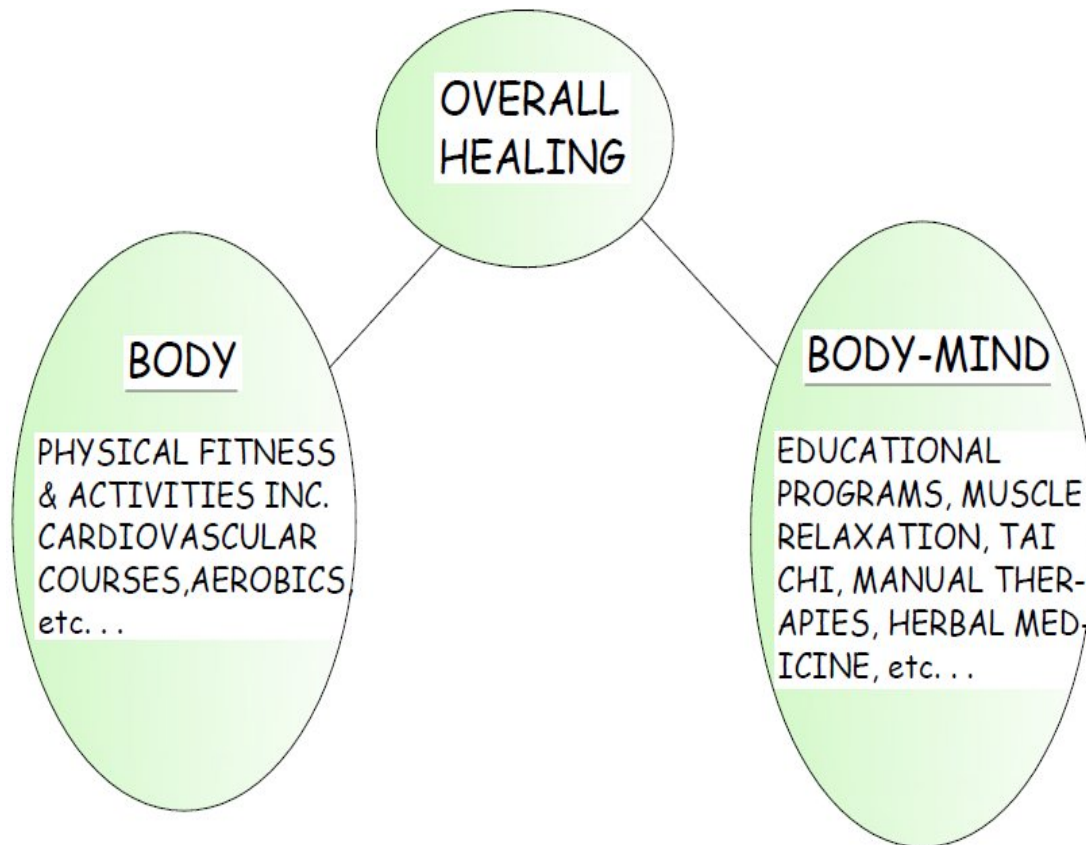 OVERALL
HEALING
BODY
PHYSICAL FITNESS
& ACTIVITIES INC.
CARDIOVASCULAR
COURSES,AEROBICS,
etc. . .
BODY-MIND
EDUCATIONAL
PROGRAMS, MUSCLE
RELAXATION, TAI
CHI, MANUAL THER-
APIES, HERBAL MED-
ICINE, etc. . .